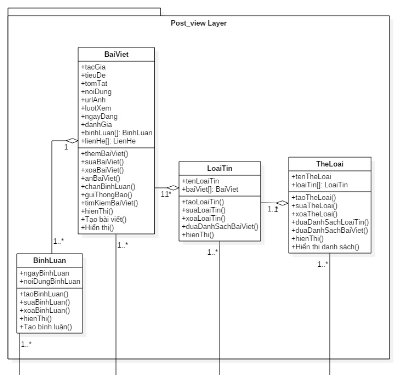 Post_view Layer
BaiViet
+tacGia
+tieuDe
+tomTat
+noiDung
+urlAnh
+luotXem
+ngayDang
+danhGia
+binhLuan[]: BinhLuan
+lienHe[]: LienHe
+themBaiViet()
+suaBaiViet()
+xoaBaiViet()
+anBaiViet()
+chanBinhLuan()
+guiThongBao()
+timKiemBaiViet()
+hienThi()
+Tạo bài viết()
+Hiển thị()
1
1..*
BinhLuan
+ngayBinhLuan
+noiDungBinhLuan
+taoBinhLuan()
+suaBinhLuan()
+xoaBinhLuan()
+hienThi()
+Tạo bình luận()
1..*
1..*
LoaiTin
+tenLoaiTin
+baiViet[]: BaiViet
+taoLoaiTin()
+suaLoaiTin()
+xoaLoaiTin()
+duaDanhSachBaiViet()
+hienThi()
1..*
TheLoai
+tenTheLoai
+loaiTin[]: LoaiTin
+taoTheLoai()
+suaTheLoai()
+xoaTheLoai()
+duaDanhSachLoaiTin()
+duaDanhSachBaiViet()
+hienThi()
+Hiển thị danh sách()
1..*